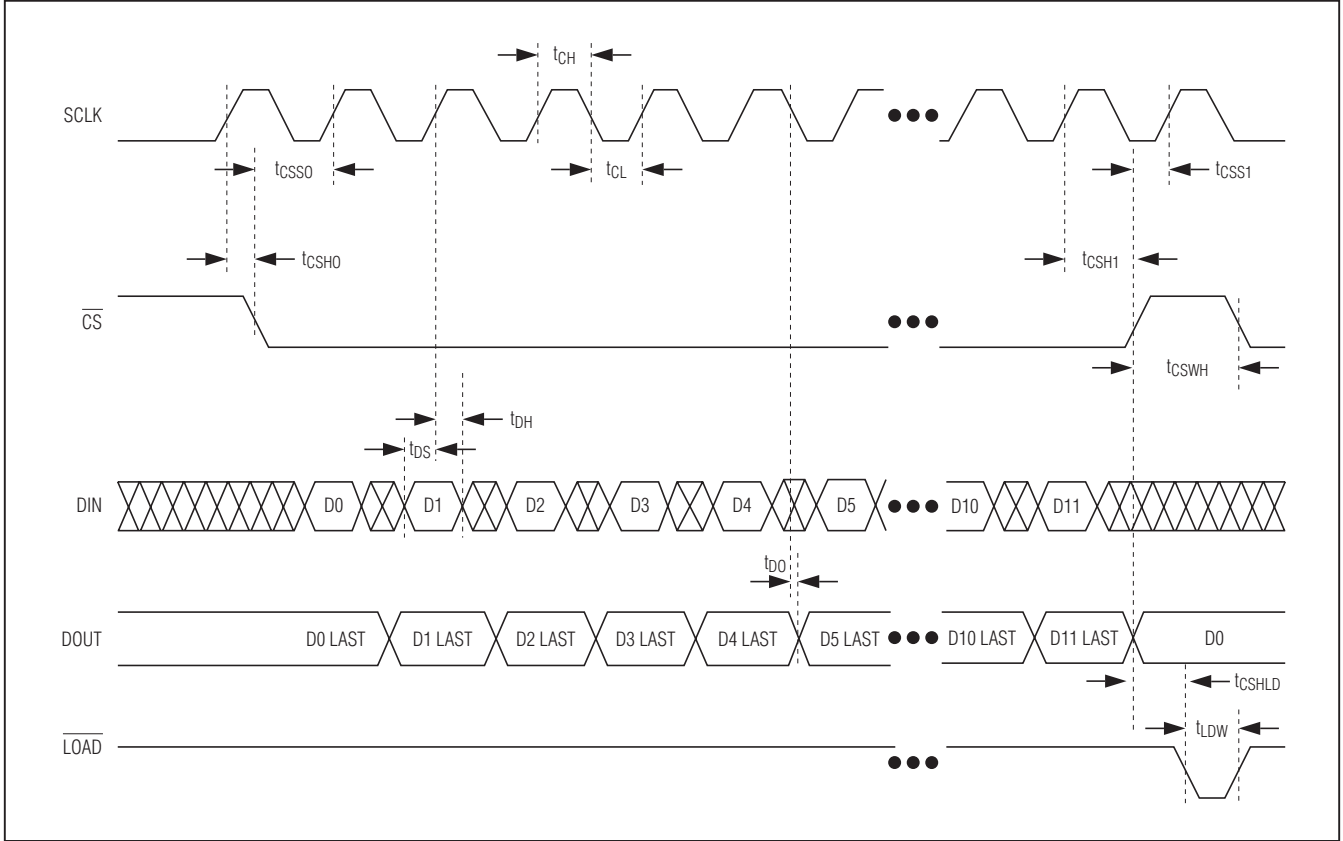 tCH
SCLK
tCSS0
tCL
tCSS1
tCSH0
tCSH1
CS
tCSWH
tDH
tDS
DIN D0 D1 D2 D3 D4 D5 D10 D11
tDO
DOUT D0 LAST D1 LAST D2 LAST D3 LAST D4 LAST D5 LAST D10 LAST D11 LAST D0
tCSHLD
tLDW
LOAD